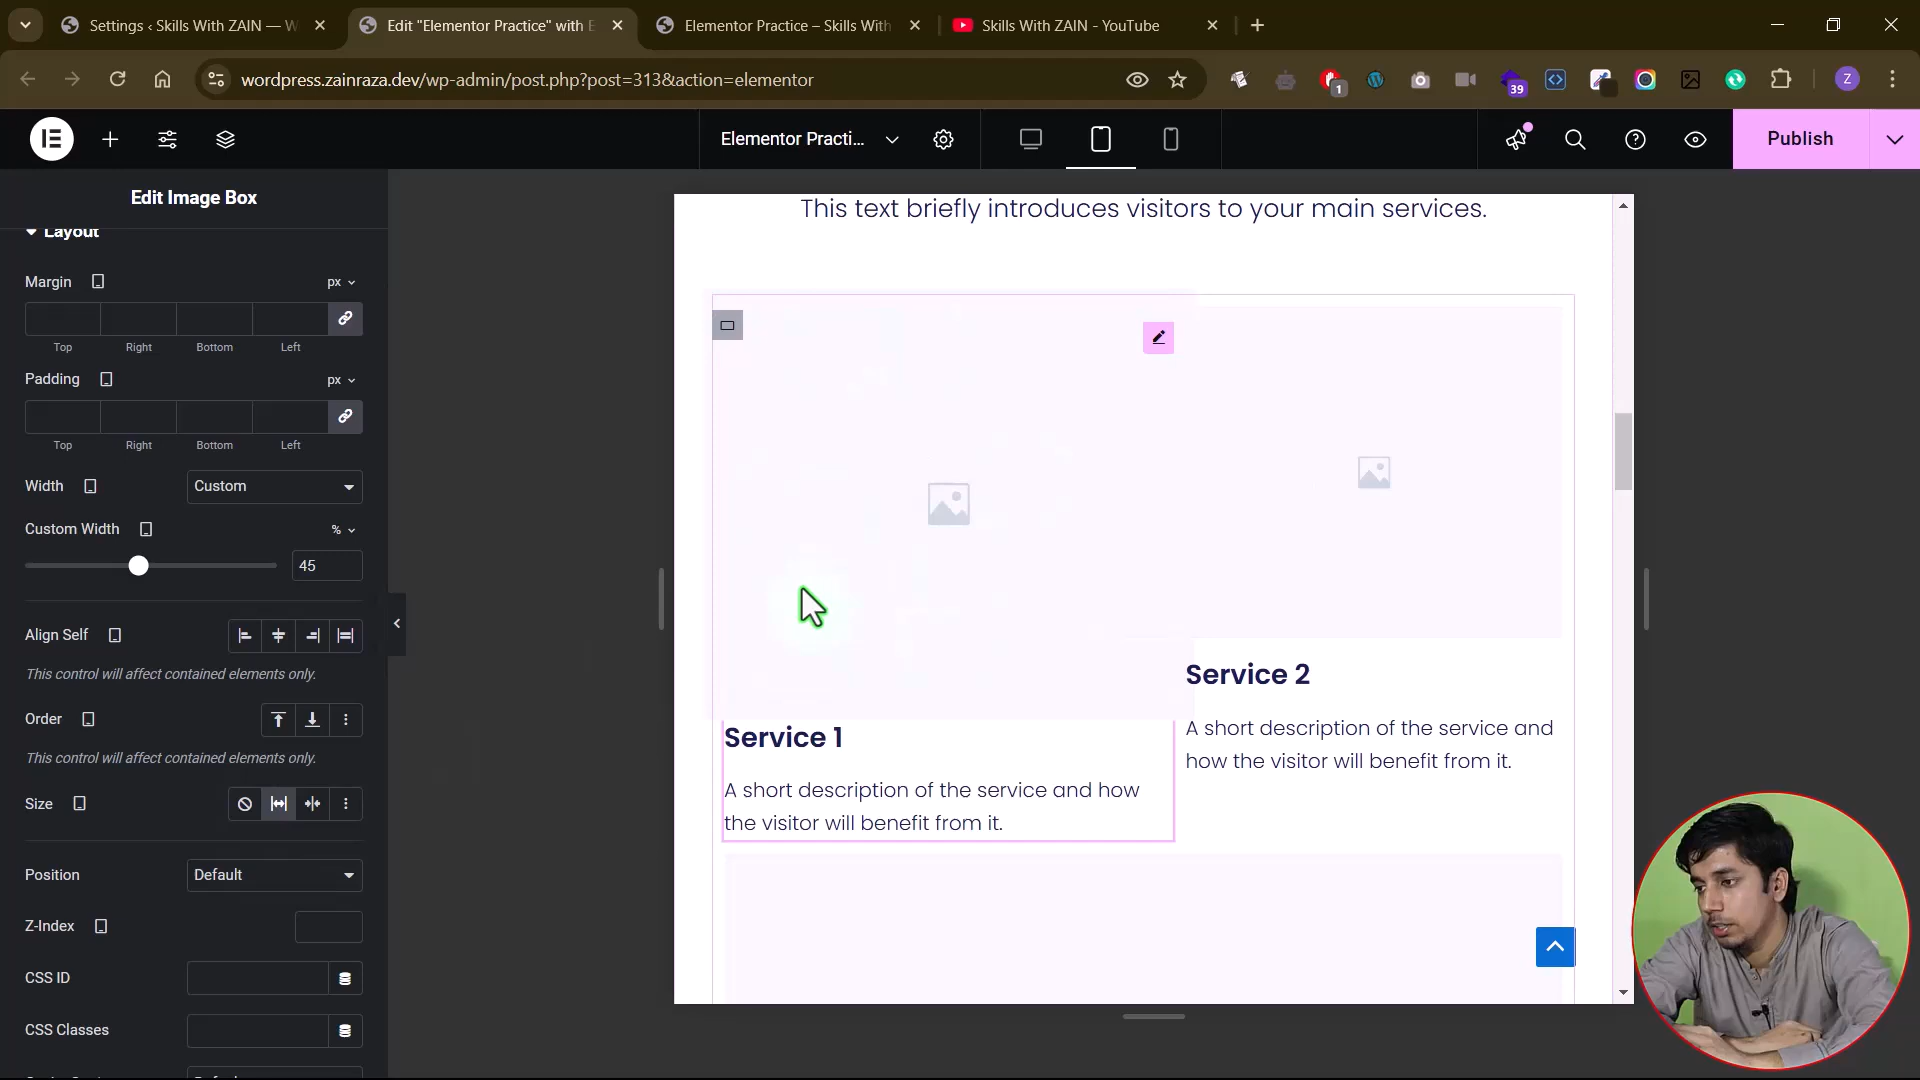 Settings ‹ Skills With ZAIN — W
Edit "Elementor Practice" with E
Elementor Practice – Skills With
Skills With ZAIN - YouTube
wordpress.zainraza.dev/wp-admin/post.php?post=313&action=elementor
1
39
Z
Elementor Practi...
Publish
Edit Image Box
Layout
Margin
px
Top
Right
Bottom
Left
Padding
px
Top
Right
Bottom
Left
Width
Custom
Custom Width
%
45
Align Self
This control will affect contained elements only.
Order
This control will affect contained elements only.
Size
Position
Default
Z-Index
CSS ID
CSS Classes
This text briefly introduces visitors to your main services.
Service 1
A short description of the service and how
the visitor will benefit from it.
Service 2
A short description of the service and
how the visitor will benefit from it.